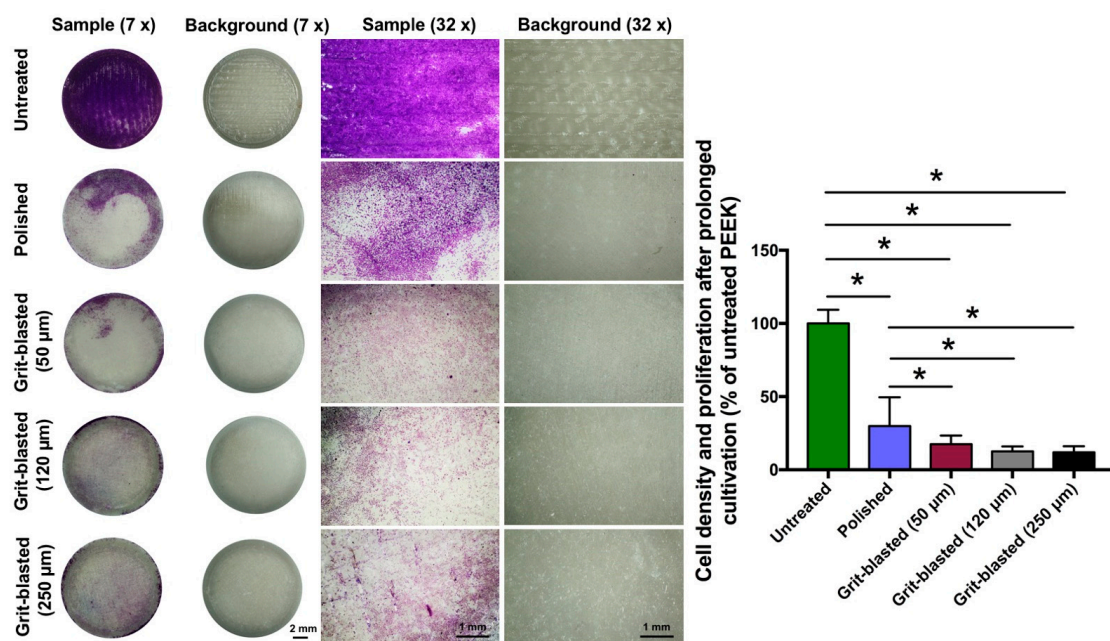 Sample (7 x)
Background (7 x)
Sample (32 x)
Background (32 x)
Untreated
Polished
Grit-blasted
(50 µm)
Grit-blasted
(120 µm)
Grit-blasted
(250 µm)
2 mm
1 mm
1 mm
Cell density and proliferation after prolonged
cultivation (% of untreated PEEK)
150
100
50
0
*
*
*
*
*
*
*
Untreated
Polished
Grit-blasted (50 µm)
Grit-blasted (120 µm)
Grit-blasted (250 µm)